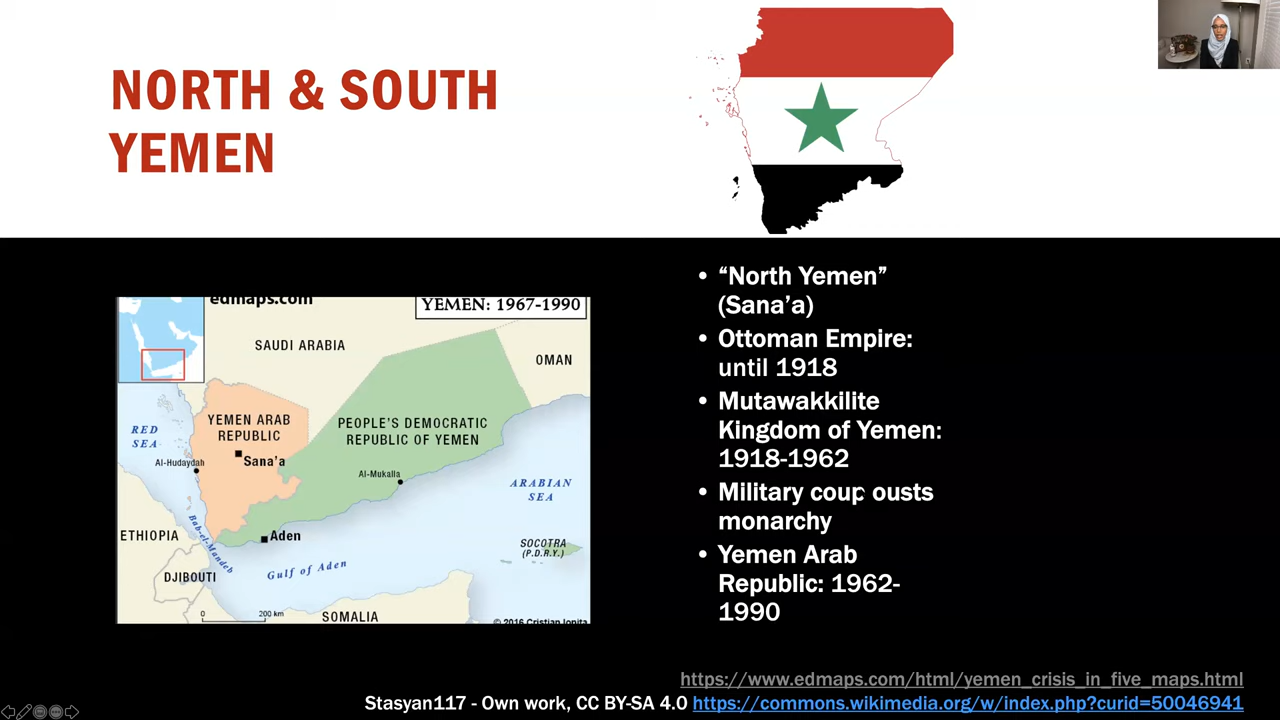 NORTH & SOUTH
YEMEN
edmaps.com
YEMEN: 1967-1990
SAUDI ARABIA
OMAN
YEMEN ARAB
REPUBLIC
PEOPLE'S DEMOCRATIC
REPUBLIC OF YEMEN
RED
SEA
Sana'a
Al-Hudaydah
Al-Mukalla
ARABIAN
SEA
ETHIOPIA
Bab-el-Mandeb
Aden
SOCOTRA
(P.D.R.Y.)
DJIBOUTI
Gulf of Aden
0 200 km
SOMALIA
© 2016 Cristian Ionita
• “North Yemen”
(Sana’a)
• Ottoman Empire:
until 1918
• Mutawakkilite
Kingdom of Yemen:
1918-1962
• Military coup ousts
monarchy
• Yemen Arab
Republic: 1962-
1990
https://www.edmaps.com/html/yemen_crisis_in_five_maps.html
Stasyan117 - Own work, CC BY-SA 4.0 https://commons.wikimedia.org/w/index.php?curid=50046941